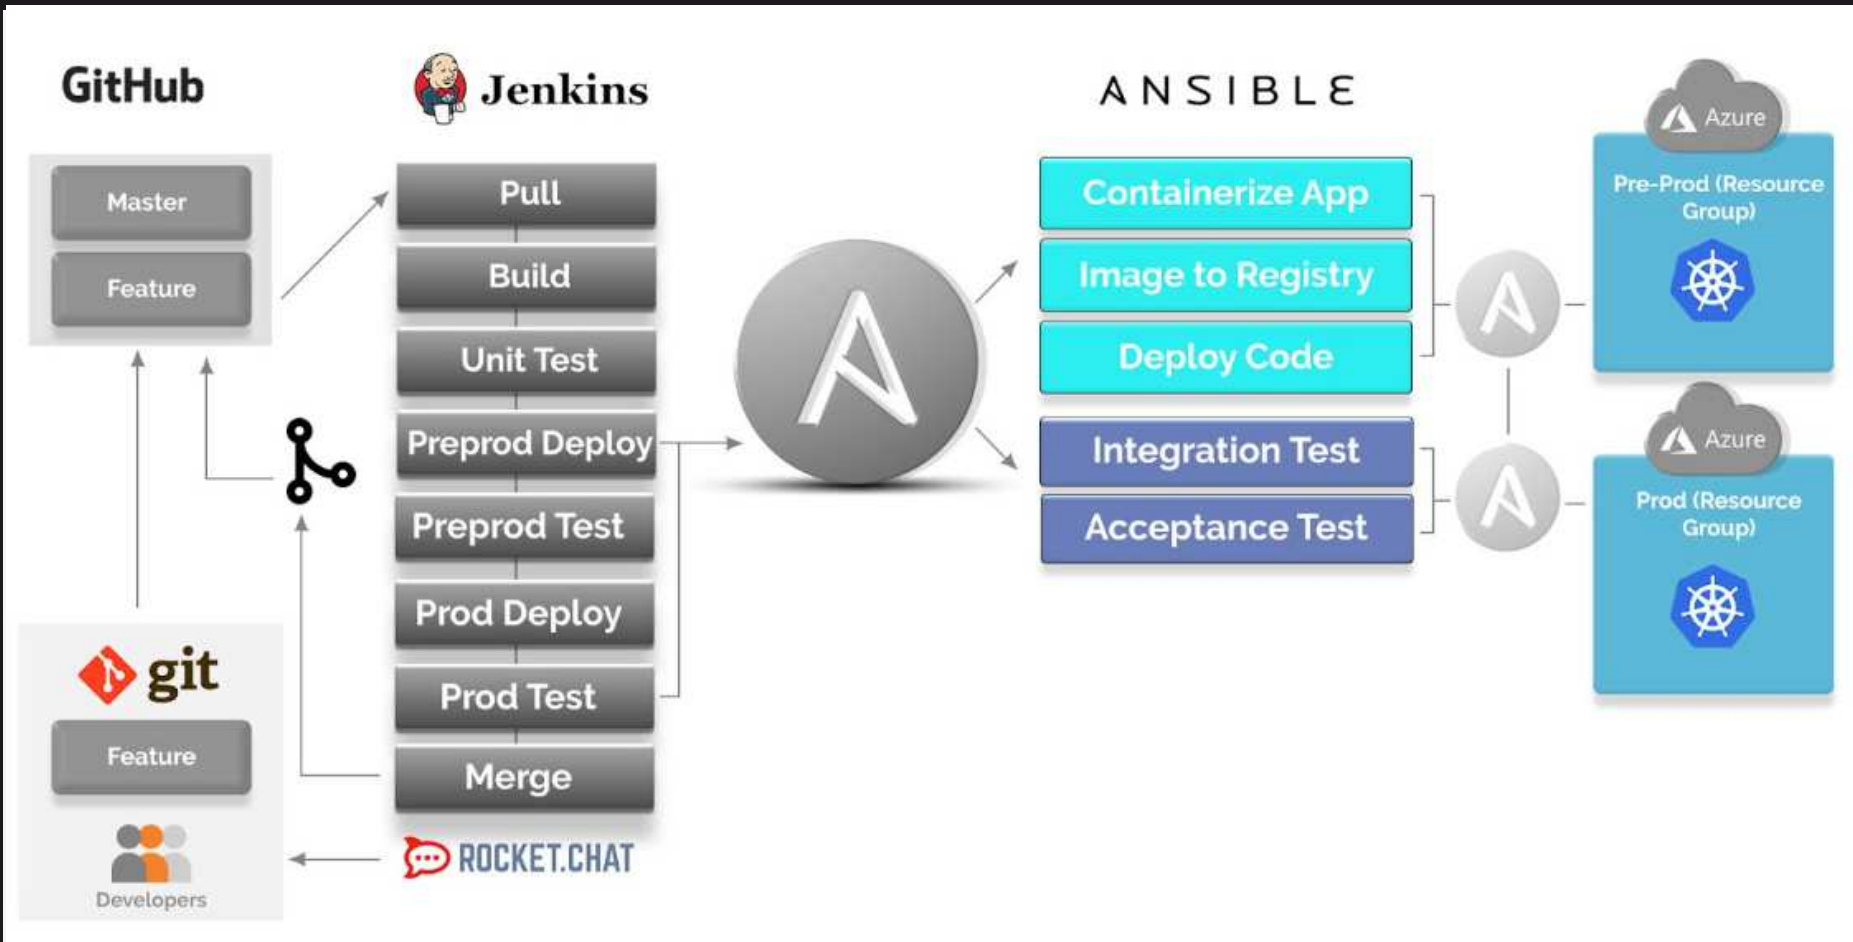 GitHub
Master
Feature
git
Feature
Developers
Jenkins
Pull
Build
Unit Test
Preprod Deploy
Preprod Test
Prod Deploy
Prod Test
Merge
ROCKET.CHAT
ANSIBLE
Containerize App
Image to Registry
Deploy Code
Integration Test
Acceptance Test
Azure
Pre-Prod (Resource
Group)
Azure
Prod (Resource
Group)